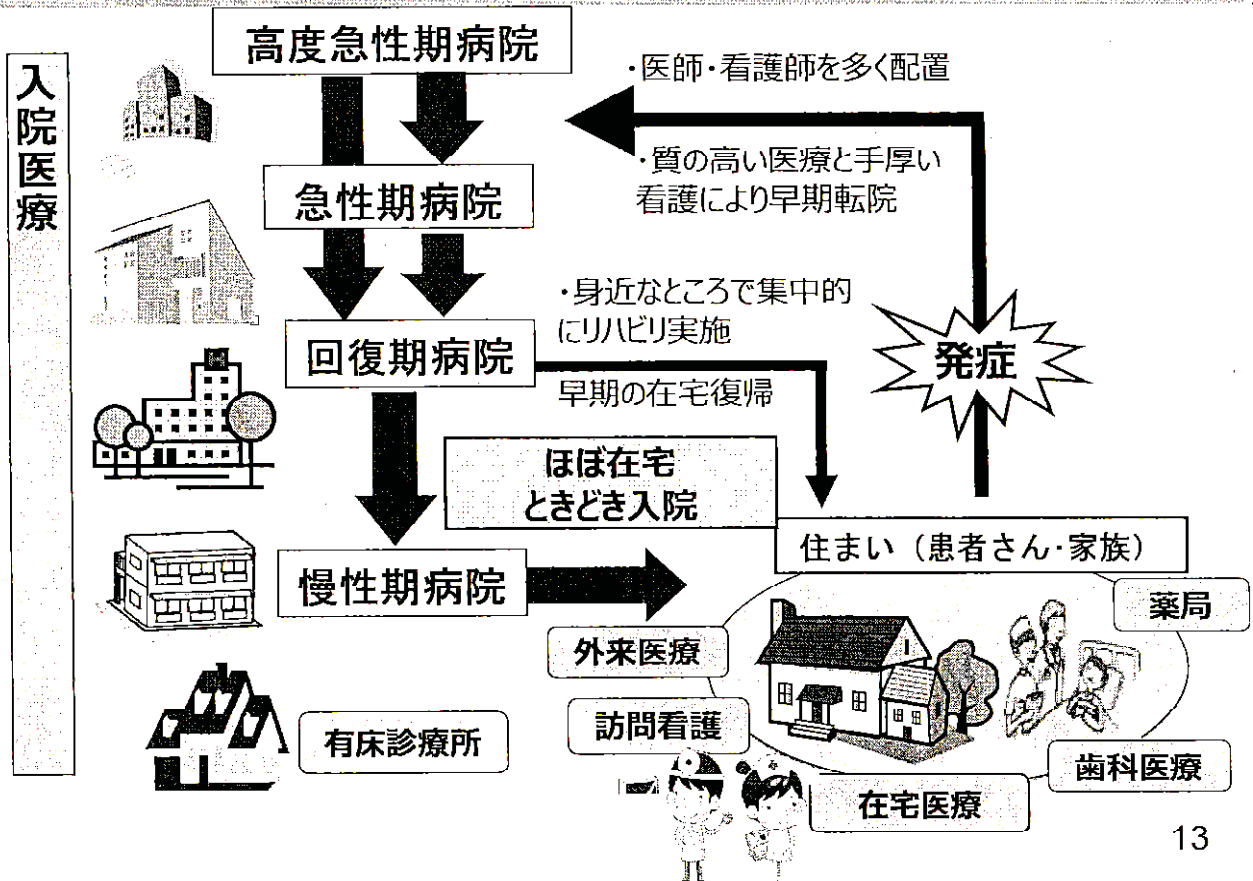 入院医療
高度急性期病院
・医師・看護師を多く配置
・質の高い医療と手厚い
看護により早期転院
急性期病院
・身近なところで集中的
にリハビリ実施
回復期病院
早期の在宅復帰
発症
ほぼ在宅
ときどき入院
住まい（患者さん・家族）
慢性期病院
薬局
外来医療
訪問看護
有床診療所
歯科医療
在宅医療
13